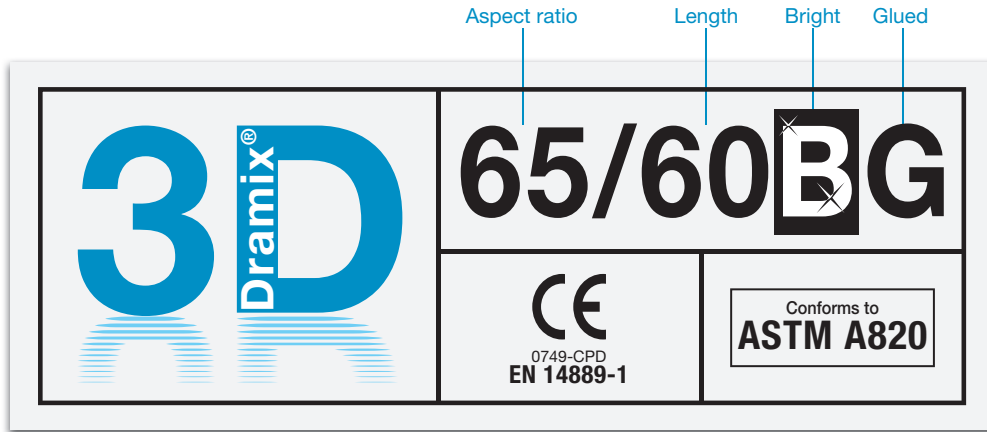 Aspect ratio Length Bright Glued
3D
Dramix®
65/60BG
CE
0749-CPD
EN 14889-1
Conforms to
ASTM A820